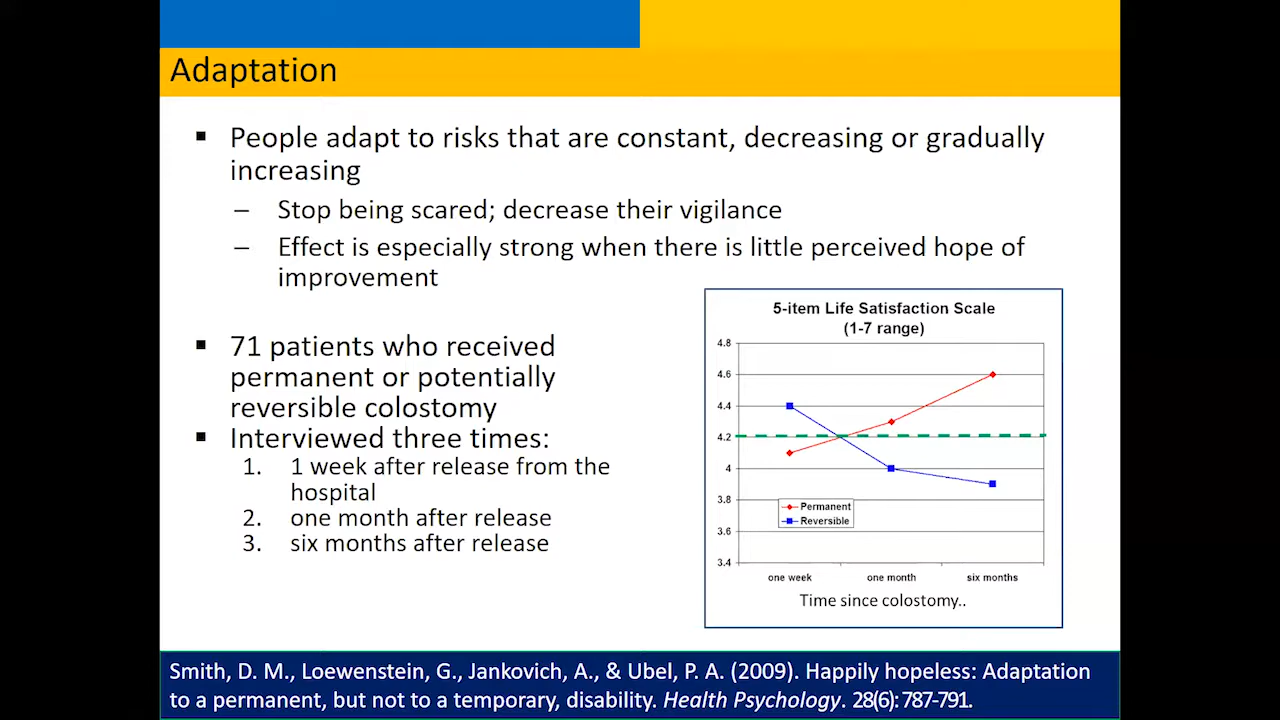 Adaptation
▪ People adapt to risks that are constant, decreasing or gradually
increasing
– Stop being scared; decrease their vigilance
– Effect is especially strong when there is little perceived hope of
improvement
▪ 71 patients who received
permanent or potentially
reversible colostomy
▪ Interviewed three times:
1. 1 week after release from the
hospital
2. one month after release
3. six months after release
5-item Life Satisfaction Scale
(1-7 range)
4.8
4.6
4.4
4.2
4
3.8
3.6
3.4
Permanent
Reversible
one week one month six months
Time since colostomy..
Smith, D. M., Loewenstein, G., Jankovich, A., & Ubel, P. A. (2009). Happily hopeless: Adaptation
to a permanent, but not to a temporary, disability. Health Psychology. 28(6): 787-791.